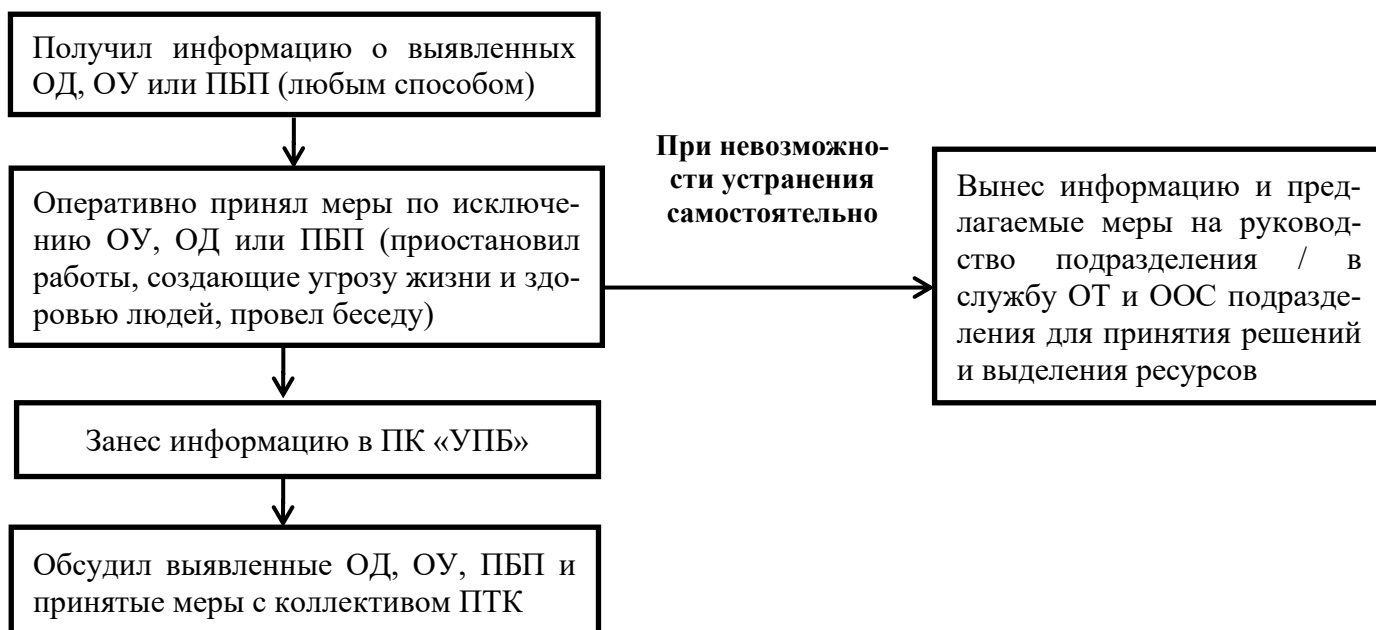 Получил информацию о выявленных
ОД, ОУ или ПБП (любым способом)
Оперативно принял меры по исключе-
нию ОУ, ОД или ПБП (приостановил
работы, создающие угрозу жизни и здо-
ровью людей, провел беседу)
При невозможно-
сти устранения
самостоятельно
Вынес информацию и пред-
лагаемые меры на руковод-
ство подразделения / в
службу ОТ и ООС подразде-
ления для принятия решений
и выделения ресурсов
Занес информацию в ПК «УПБ»
Обсудил выявленные ОД, ОУ, ПБП и
принятые меры с коллективом ПТК